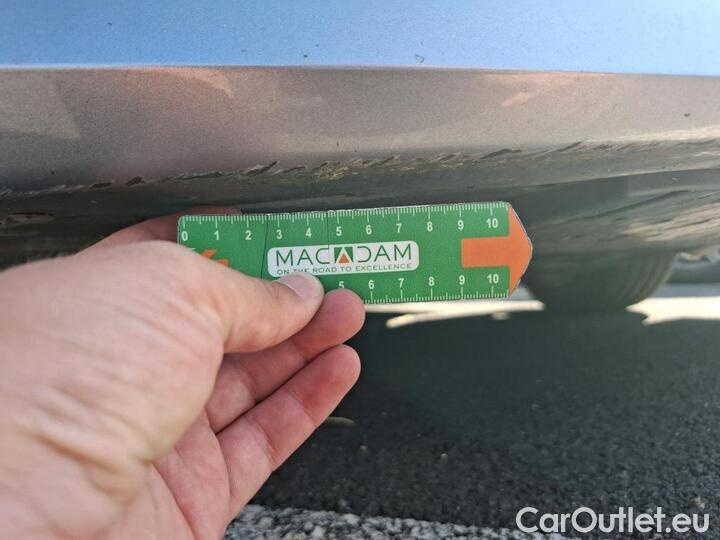 0 1 2 3 4 5 6 7 8 9 10
MACADAM
ON THE ROAD TO EXCELLENCE
5 6 7 8 9 10
CarOutlet.eu